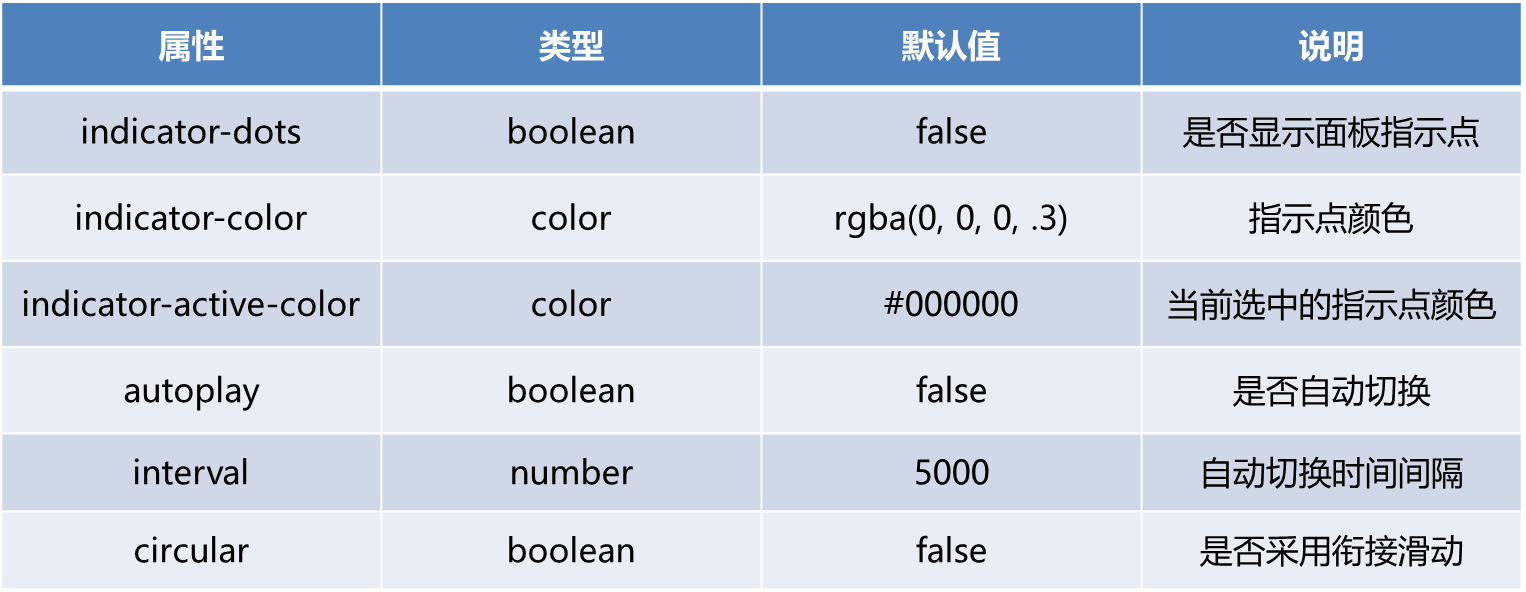 属性 类型 默认值 说明
indicator-dots boolean false 是否显示面板指示点
indicator-color color rgba(0, 0, 0, .3) 指示点颜色
indicator-active-color color #000000 当前选中的指示点颜色
autoplay boolean false 是否自动切换
interval number 5000 自动切换时间间隔
circular boolean false 是否采用衔接滑动